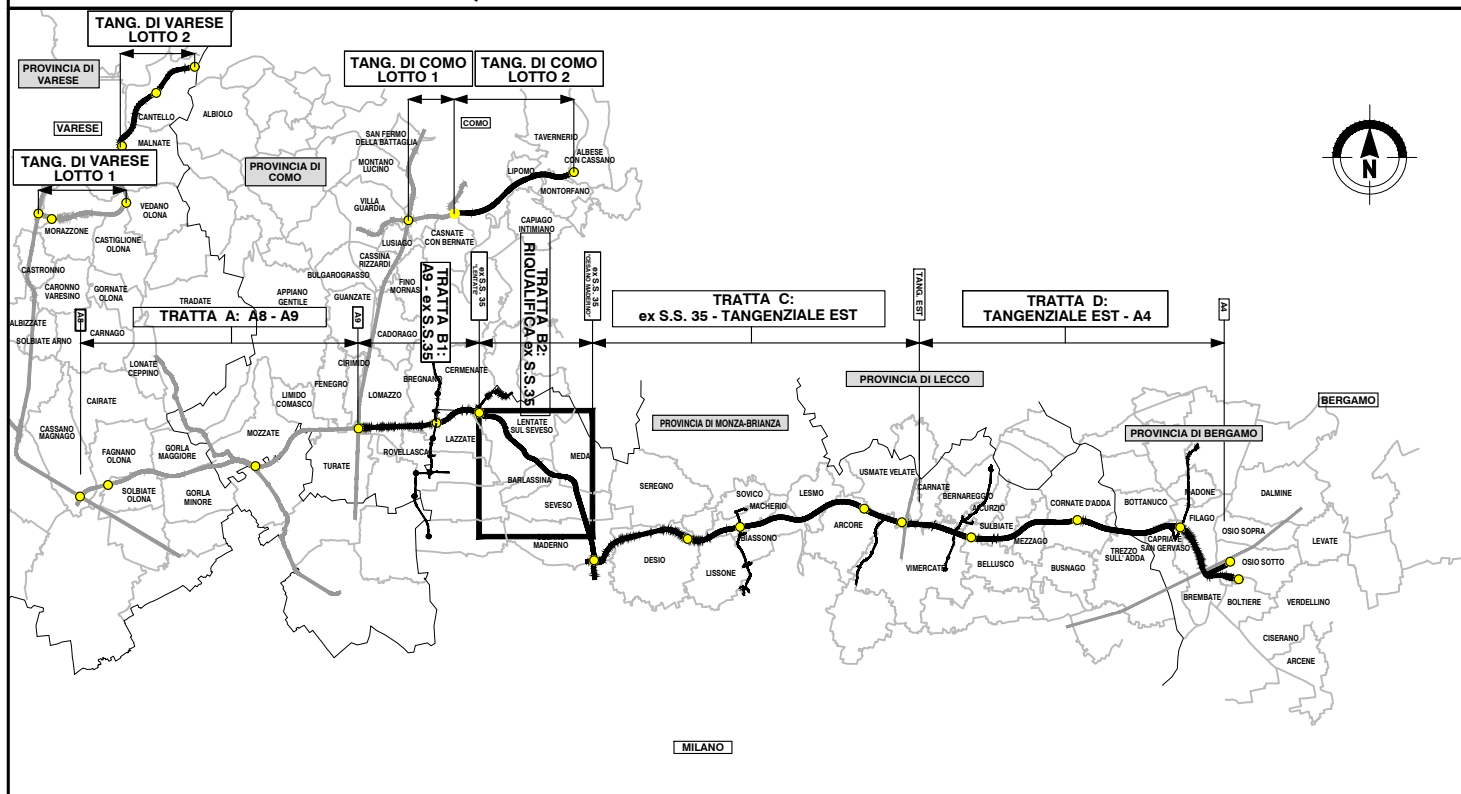 TANG. DI VARESE
LOTTO 2
PROVINCIA DI
VARESE
TANG. DI COMO
LOTTO 1
TANG. DI COMO
LOTTO 2
CANTELLO
ALBIOLO
VARESE
MALNATE
COMO
SAN FERMO
DELLA BATTAGLIA
TAVERNERIO
ALBESE
CON CASSANO
TANG. DI VARESE
LOTTO 1
PROVINCIA DI
COMO
MONTANO
LUCINO
LIPOMO
MONTORFANO
N
VEDANO
OLONA
VILLA
GUARDIA
MORAZZONE
CAPIAGO
INTIMIANO
CASTIGLIONE
OLONA
LUSIAGO
CASNATE
CON BERNATE
CASSINA
RIZZARDI
CASTRONNO
BULGAROGRASSO
CARONNO
VARESINO
GORNATE
OLONA
APPIANO
GENTILE
GUANZATE
FINO
MORNAS
TRADATE
TRATTA B1:
A9 - ex S.S.35
ex S.S. 35
"LENTATE"
TRATTA B2:
RIQUALIFICA ex S.S.35
ex S.S. 35
"CESANO MADERNO"
TRATTA C:
ex S.S. 35 - TANGENZIALE EST
TANG. EST
TRATTA D:
TANGENZIALE EST - A4
A4
A8
TRATTA A: A8 - A9
A9
ALBIZZATE
CARNAGO
SOLBIATE ARNO
CADORAGO
LONATE
CEPPINO
CIRIMIDO
CERMENATE
BREGNANO
FENEGRO
PROVINCIA DI LECCO
CAIRATE
LIMIDO
COMASCO
LOMAZZO
BERGAMO
CASSANO
MAGNAGO
MOZZATE
LENTATE
SUL SEVESO
PROVINCIA DI MONZA-BRIANZA
PROVINCIA DI BERGAMO
FAGNANO
OLONA
GORLA
MAGGIORE
LAZZATE
ROVELLASCA
MEDA
TURATE
SOLBIATE
OLONA
GORLA
MINORE
BARLASSINA
SEREGNO
USMATE VELATE
CARNATE
SOVICO
LESMO
MACHERIO
BERNAREGGIO
CORNATE D'ADDA
BOTTANUCO
MADONE
DALMINE
SEVESO
AICURZIO
FILAGO
ARCORE
SULBIATE
OSIO SOPRA
BIASSONO
MEZZAGO
CAPRIATE
SAN GERVASO
LEVATE
MADERNO
DESIO
TREZZO
SULL' ADDA
OSIO SOTTO
LISSONE
VIMERCATE
BELLUSCO
BUSNAGO
BREMBATE
BOLTIERE
VERDELLINO
CISERANO
ARCENE
MILANO